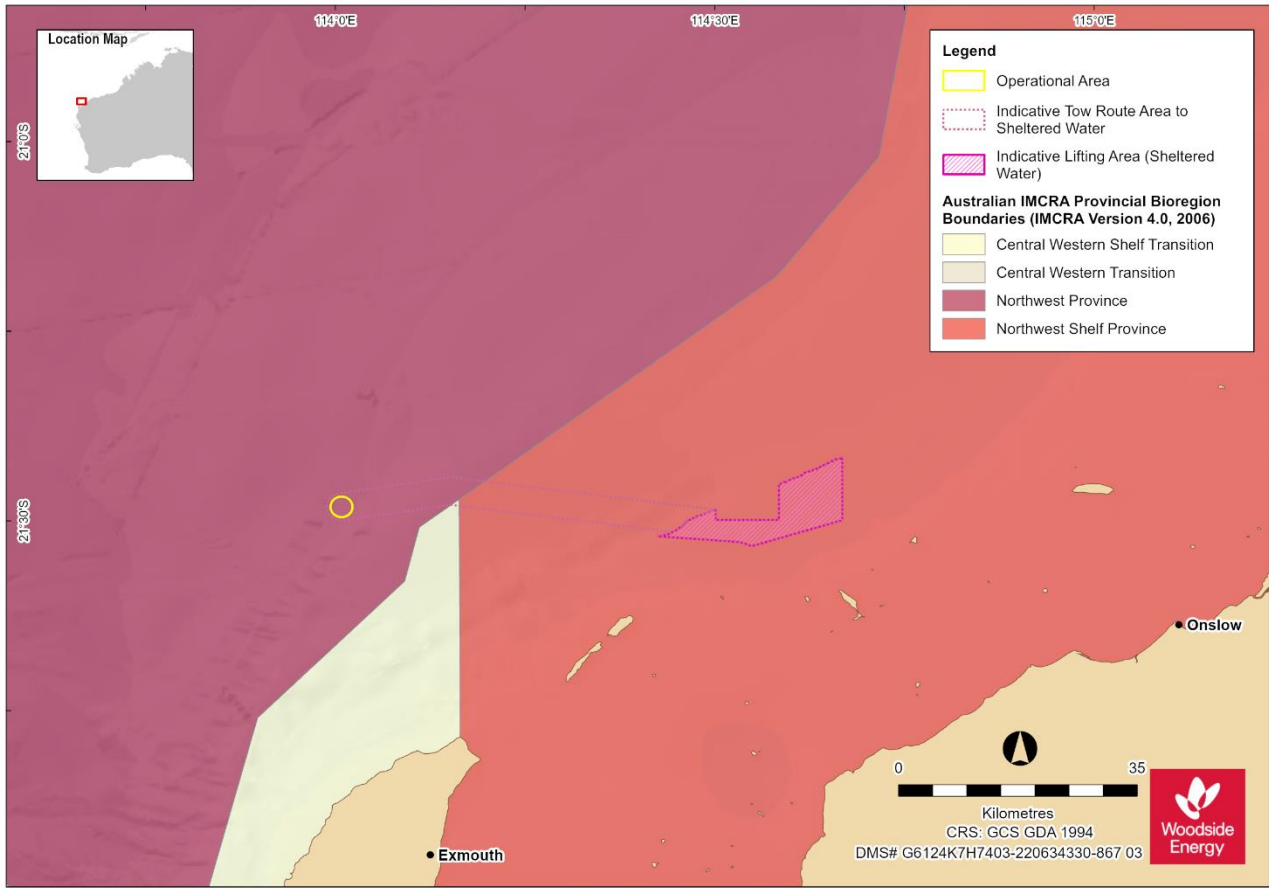 114°0'E
114°30'E
115°0'E
Location Map
21°0'S
21°30'S
Legend
Operational Area
Indicative Tow Route Area to
Sheltered Water
Indicative Lifting Area (Sheltered
Water)
Australian IMCRA Provincial Bioregion
Boundaries (IMCRA Version 4.0, 2006)
Central Western Shelf Transition
Central Western Transition
Northwest Province
Northwest Shelf Province
Onslow
Exmouth
0
35
Kilometres
CRS: GCS GDA 1994
DMS# G6124K7H7403-220634330-867 03
Woodside
Energy